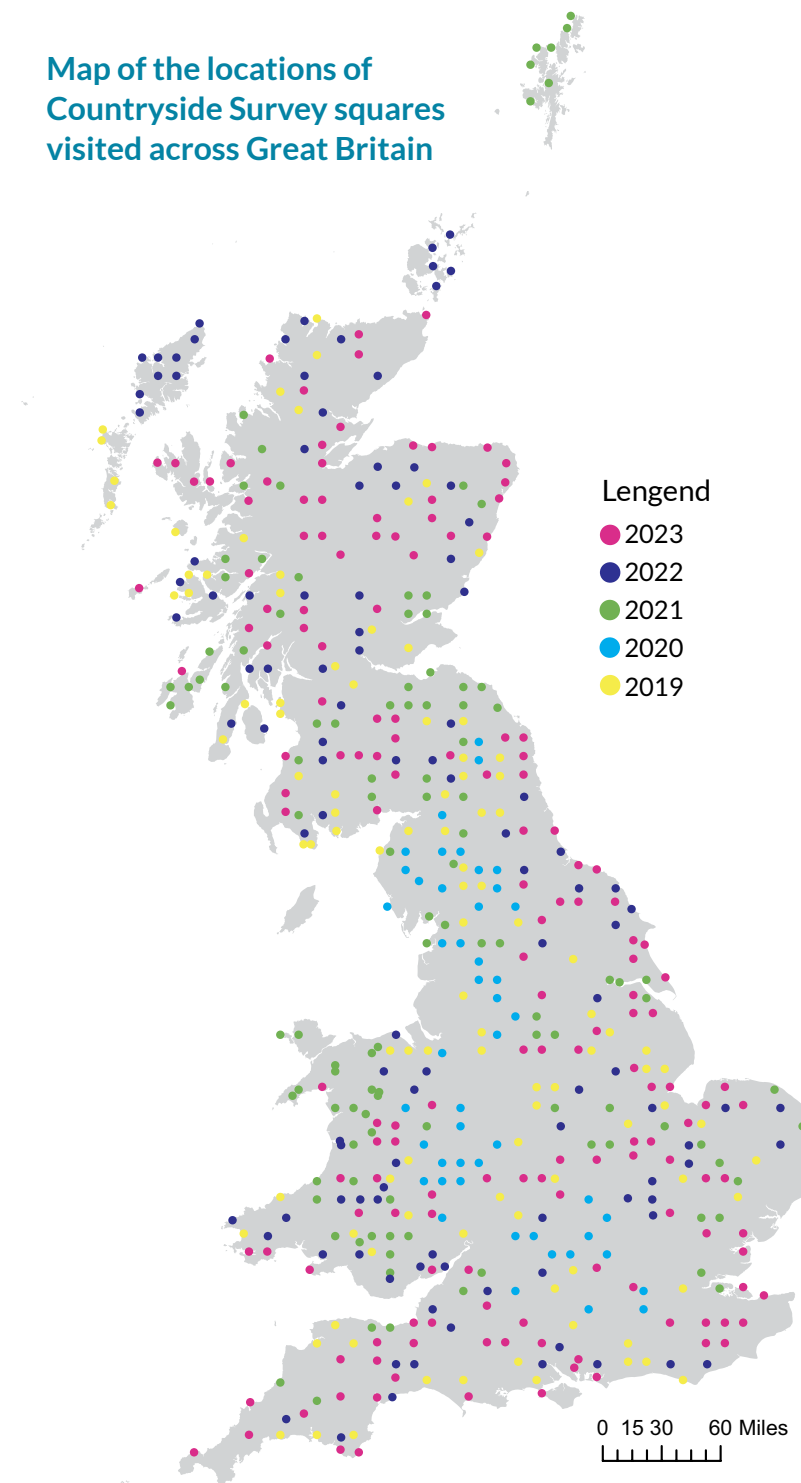 Map of the locations of
Countryside Survey squares
visited across Great Britain
Lengend
2023
2022
2021
2020
2019
0 15 30 60 Miles